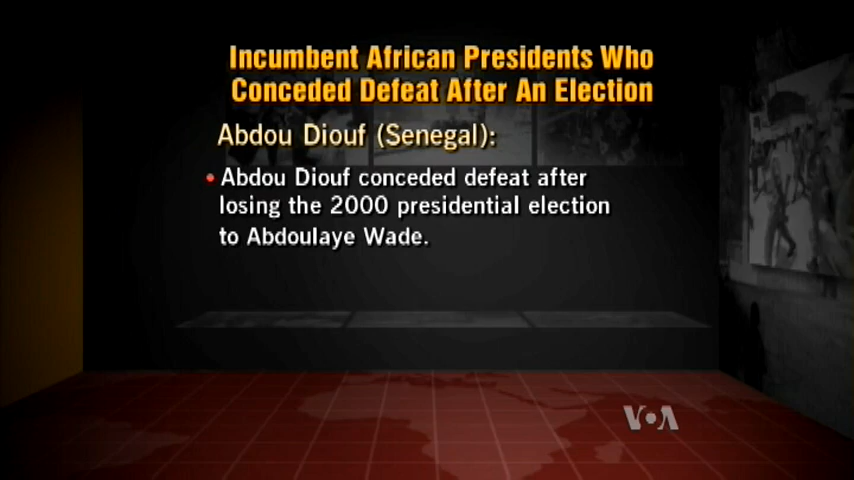 Incumbent African Presidents Who
Conceded Defeat After An Election
Abdou Diouf (Senegal):
• Abdou Diouf conceded defeat after
losing the 2000 presidential election
to Abdoulaye Wade.
VOA